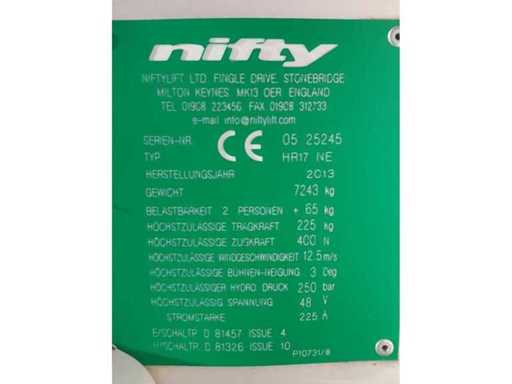 nifty
NIFTYLIFT LTD. FINGLE DRIVE, STONEBRIDGE
MILTON KEYNES, MK13 OER ENGLAND
TEL 01908 223456 FAX 01908 312733
e-mail info@niftylift.com
SERIEN-NR. CE 05 25245
TYP HR17 NE
HERSTELLUNGSJAHR 2013
GEWICHT 7243 kg
BELASTBARKEIT 2 PERSONEN + 65 kg
HÖCHSTZULÄSSIGE TRAGKRAFT 225 kg
HÖCHSTZULÄSSIGE ZUGKRAFT 400 N
HÖCHSTZULÄSSIGE WINDGESCHWINDIGKEIT 12.5 m/s
HÖCHSTZULÄSSIGE BÜHNEN-NEIGUNG 3 Deg
HÖCHSTZULÄSSIGER HYDRO. DRUCK 250 bar
HÖCHSTZULÄSSIG SPANNUNG 48 V
STROMSTARKE 225 A
E/SCHALTP. D 81457 ISSUE 4
H/SCHALTP. D 81326 ISSUE 10
P10731/8